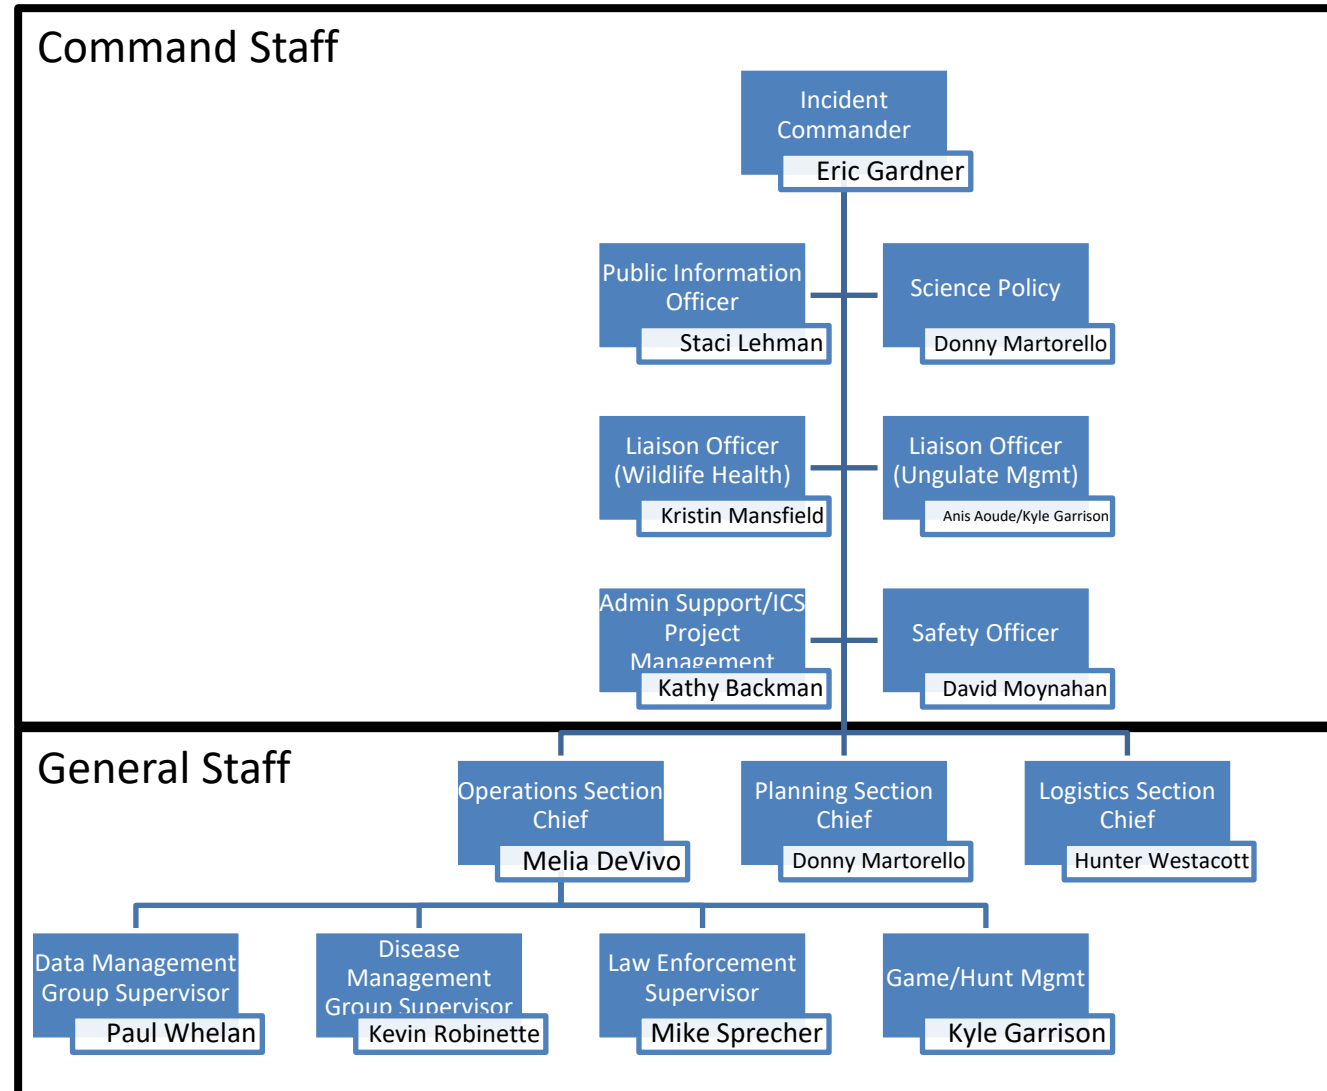 Command Staff
Incident
Commander
Eric Gardner
Public Information
Officer
Staci Lehman
Science Policy
Donny Martorello
Liaison Officer
(Wildlife Health)
Kristin Mansfield
Liaison Officer
(Ungulate Mgmt)
Anis Aoude/Kyle Garrison
Admin Support/ICS
Project
Management
Kathy Backman
Safety Officer
David Moynahan
General Staff
Operations Section
Chief
Melia DeVivo
Planning Section
Chief
Donny Martorello
Logistics Section
Chief
Hunter Westacott
Data Management
Group Supervisor
Paul Whelan
Disease
Management
Group Supervisor
Kevin Robinette
Law Enforcement
Supervisor
Mike Sprecher
Game/Hunt Mgmt
Kyle Garrison